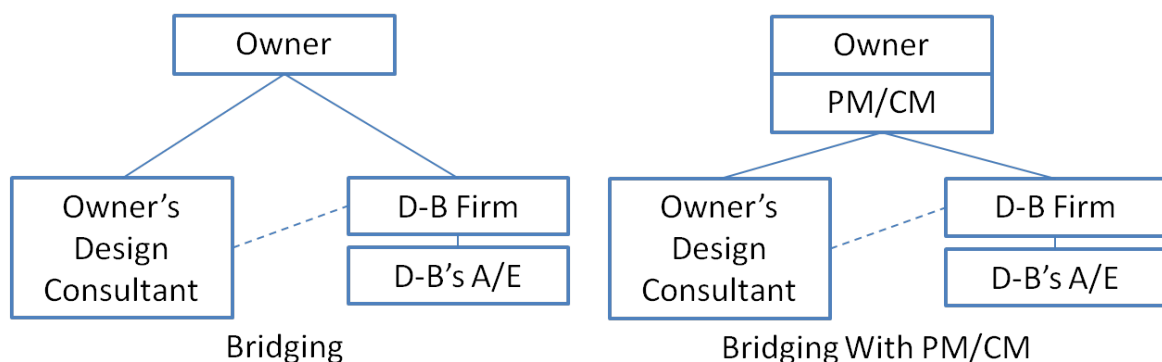 Owner
Owner's
Design
Consultant
D-B Firm
D-B's A/E
Bridging
Owner
PM/CM
Owner's
Design
Consultant
D-B Firm
D-B's A/E
Bridging With PM/CM